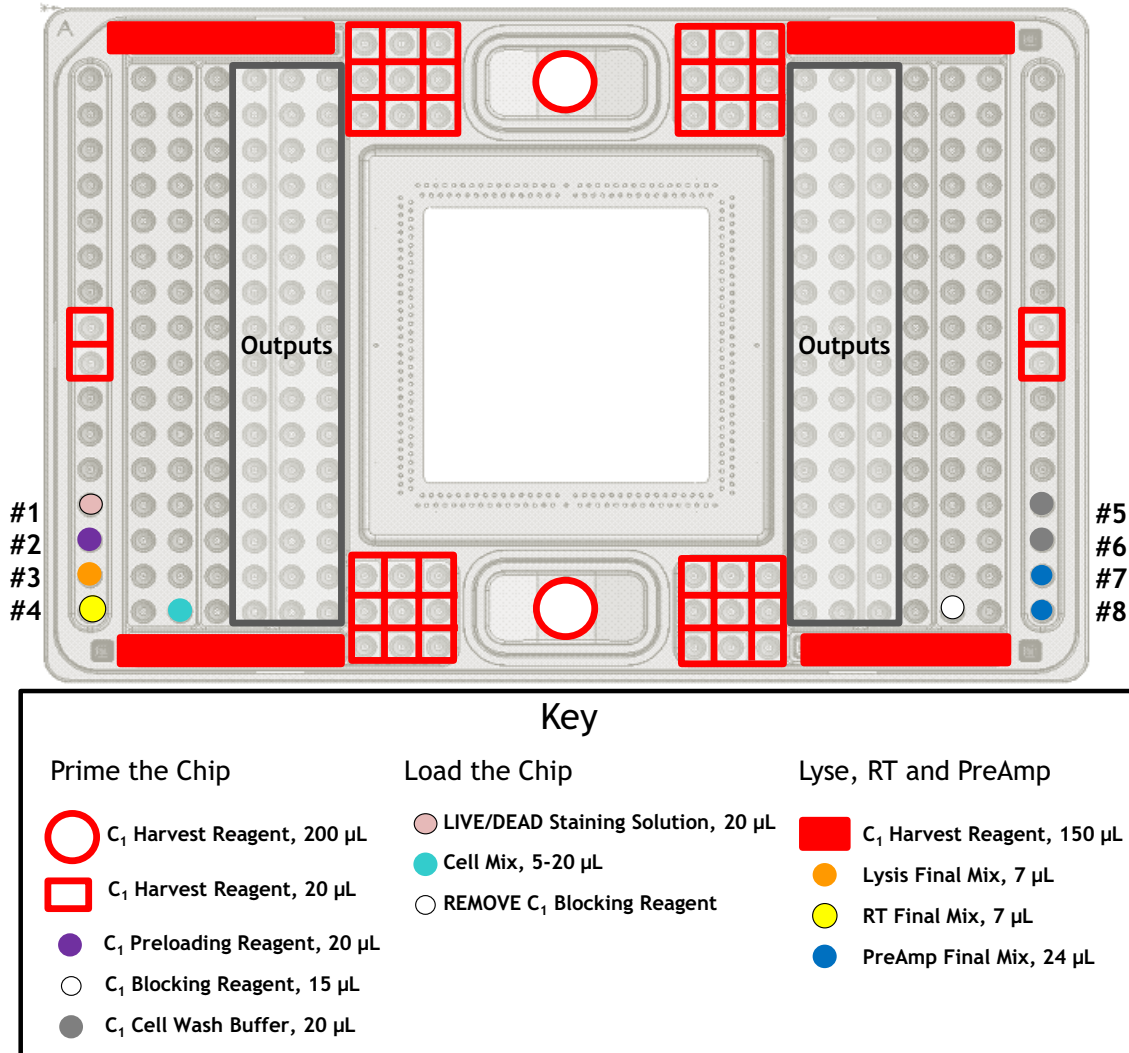 A
Outputs
Outputs
#1
#2
#3
#4
#5
#6
#7
#8
Key
Prime the Chip
C₁ Harvest Reagent, 200 µL
C₁ Harvest Reagent, 20 µL
C₁ Preloading Reagent, 20 µL
C₁ Blocking Reagent, 15 µL
C₁ Cell Wash Buffer, 20 µL
Load the Chip
LIVE/DEAD Staining Solution, 20 µL
Cell Mix, 5-20 µL
REMOVE C₁ Blocking Reagent
Lyse, RT and PreAmp
C₁ Harvest Reagent, 150 µL
Lysis Final Mix, 7 µL
RT Final Mix, 7 µL
PreAmp Final Mix, 24 µL